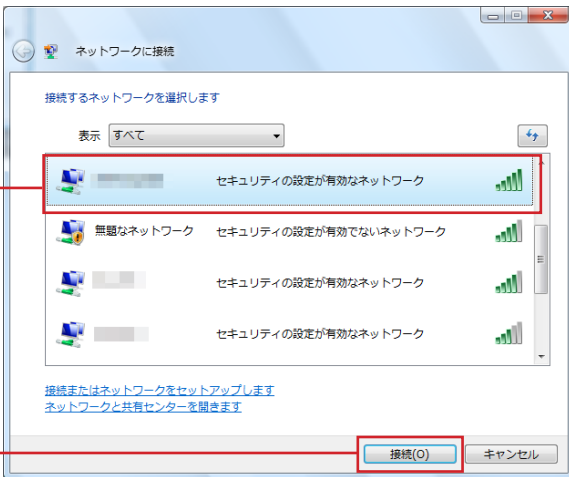 ネットワークに接続
接続するネットワークを選択します
表示 すべて
セキュリティの設定が有効なネットワーク
無題なネットワーク セキュリティの設定が有効でないネットワーク
セキュリティの設定が有効なネットワーク
セキュリティの設定が有効なネットワーク
接続またはネットワークをセットアップします
ネットワークと共有センターを開きます
接続(O) キャンセル